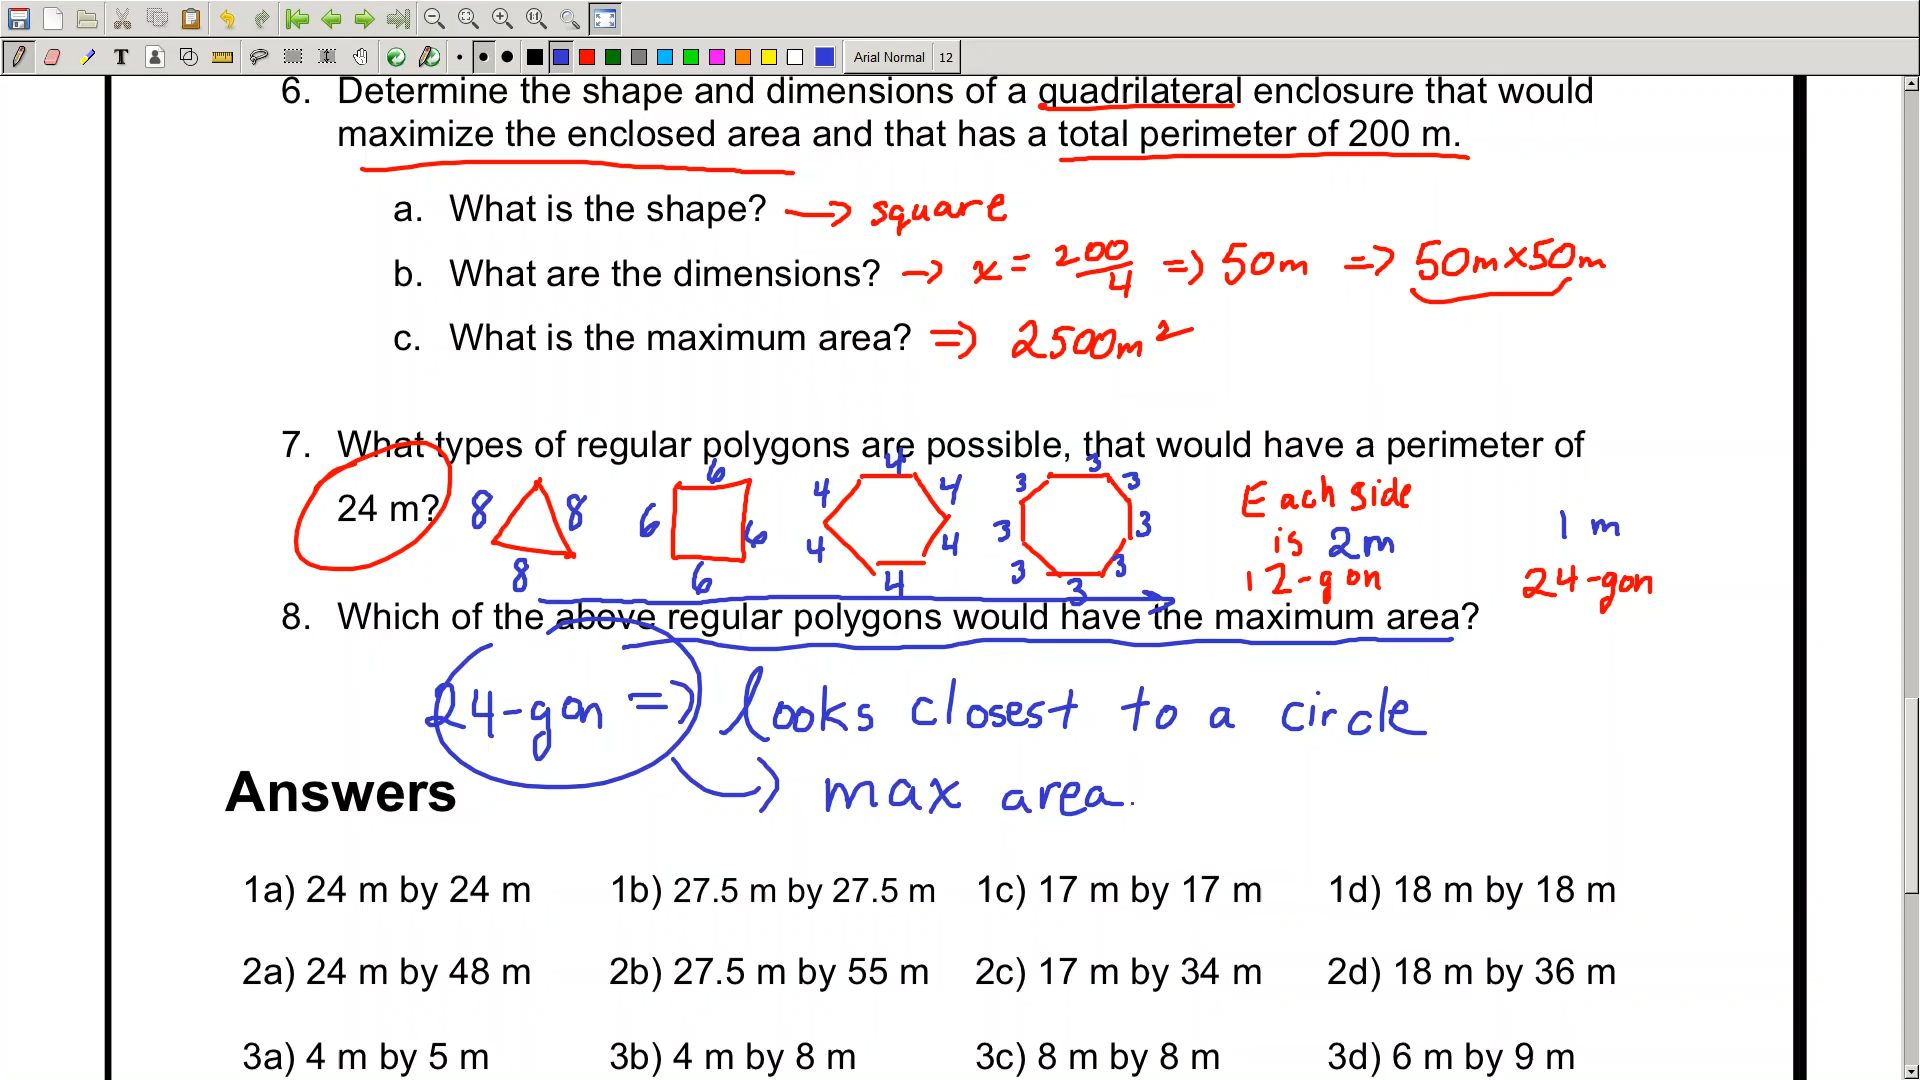 Arial Normal 12
6. Determine the shape and dimensions of a quadrilateral enclosure that would
maximize the enclosed area and that has a total perimeter of 200 m.
a. What is the shape? → square
b. What are the dimensions? → x = 200/4 => 50m => 50m×50m
c. What is the maximum area? => 2500m²
7. What types of regular polygons are possible, that would have a perimeter of
24 m?
8 8 8
6 6 6 6
4 4 4 4 4 4
3 3 3 3 3 3 3 3
Each side
is 2m
12-gon
1 m
24-gon
8. Which of the above regular polygons would have the maximum area?
24-gon => looks closest to a circle
→ max area.
Answers
1a) 24 m by 24 m 1b) 27.5 m by 27.5 m 1c) 17 m by 17 m 1d) 18 m by 18 m
2a) 24 m by 48 m 2b) 27.5 m by 55 m 2c) 17 m by 34 m 2d) 18 m by 36 m
3a) 4 m by 5 m 3b) 4 m by 8 m 3c) 8 m by 8 m 3d) 6 m by 9 m